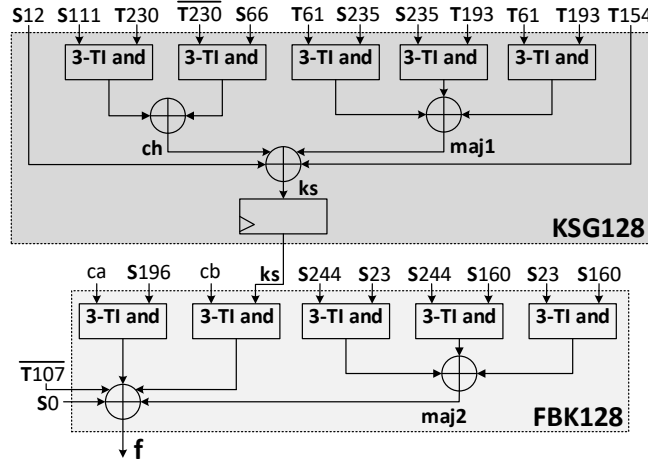 S12 S111 T230 T230 S66 T61 S235 S235 T193 T61 T193 T154
3-TI and 3-TI and 3-TI and 3-TI and 3-TI and
ch maj1
ks
KSG128
ca S196 cb ks S244 S23 S244 S160 S23 S160
3-TI and 3-TI and 3-TI and 3-TI and 3-TI and
T107
S0
maj2
FBK128
f